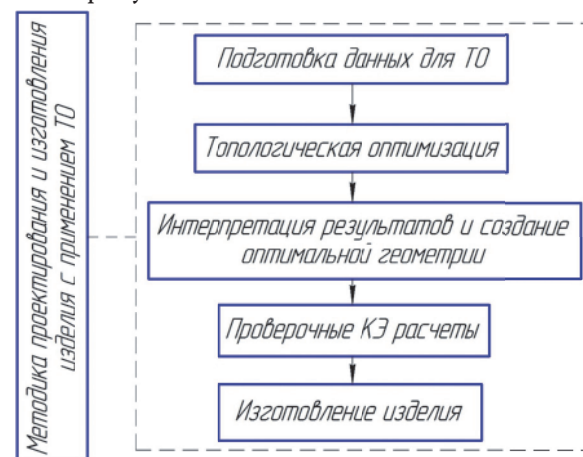 Методика проектирования и изготовления
изделия с применением ТО
Подготовка данных для ТО
Топологическая оптимизация
Интерпретация результатов и создание
оптимальной геометрии
Проверочные КЭ расчеты
Изготовление изделия